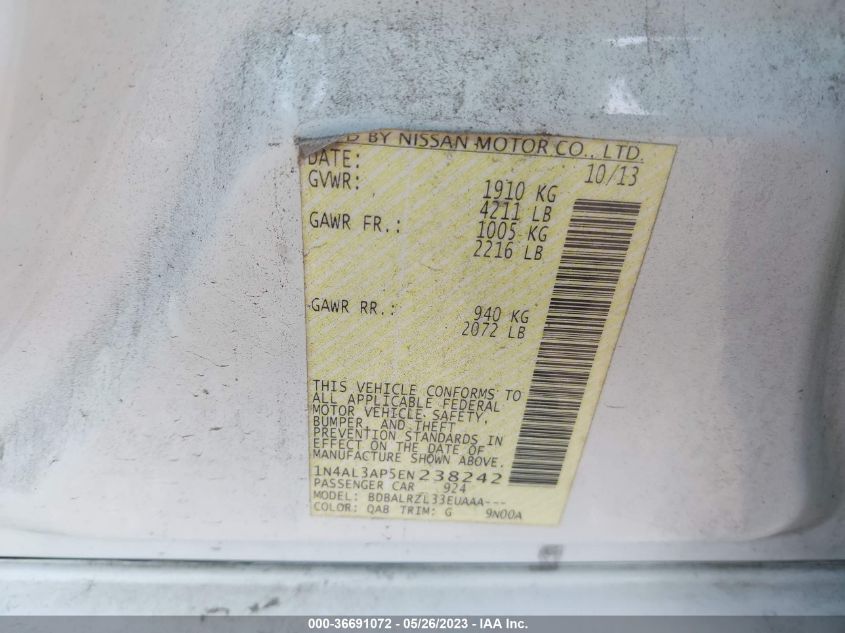 BY NISSAN MOTOR CO., LTD.
DATE: 10/13
GVWR: 1910 KG
4211 LB
GAWR FR.: 1005 KG
2216 LB
GAWR RR.: 940 KG
2072 LB
THIS VEHICLE CONFORMS TO
ALL APPLICABLE FEDERAL
MOTOR VEHICLE SAFETY,
BUMPER, AND THEFT
PREVENTION STANDARDS IN
EFFECT ON THE DATE OF
MANUFACTURE SHOWN ABOVE.
1N4AL3AP5EN238242
PASSENGER CAR 924
MODEL: BDBALRZL33EUAAA---
COLOR: QAB TRIM: G 9N00A
000-36691072 - 05/26/2023 - IAA Inc.